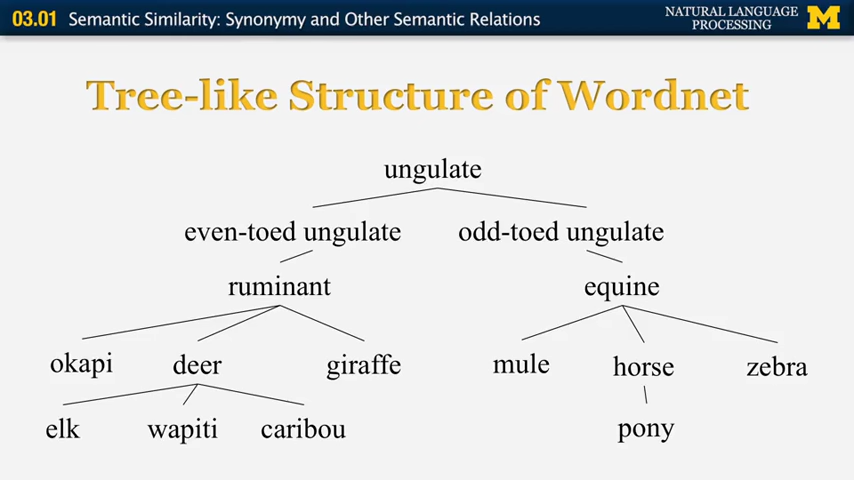 03.01 Semantic Similarity: Synonymy and Other Semantic Relations
NATURAL LANGUAGE
PROCESSING
M
Tree-like Structure of Wordnet
ungulate
even-toed ungulate odd-toed ungulate
ruminant equine
okapi deer giraffe mule horse zebra
elk wapiti caribou pony